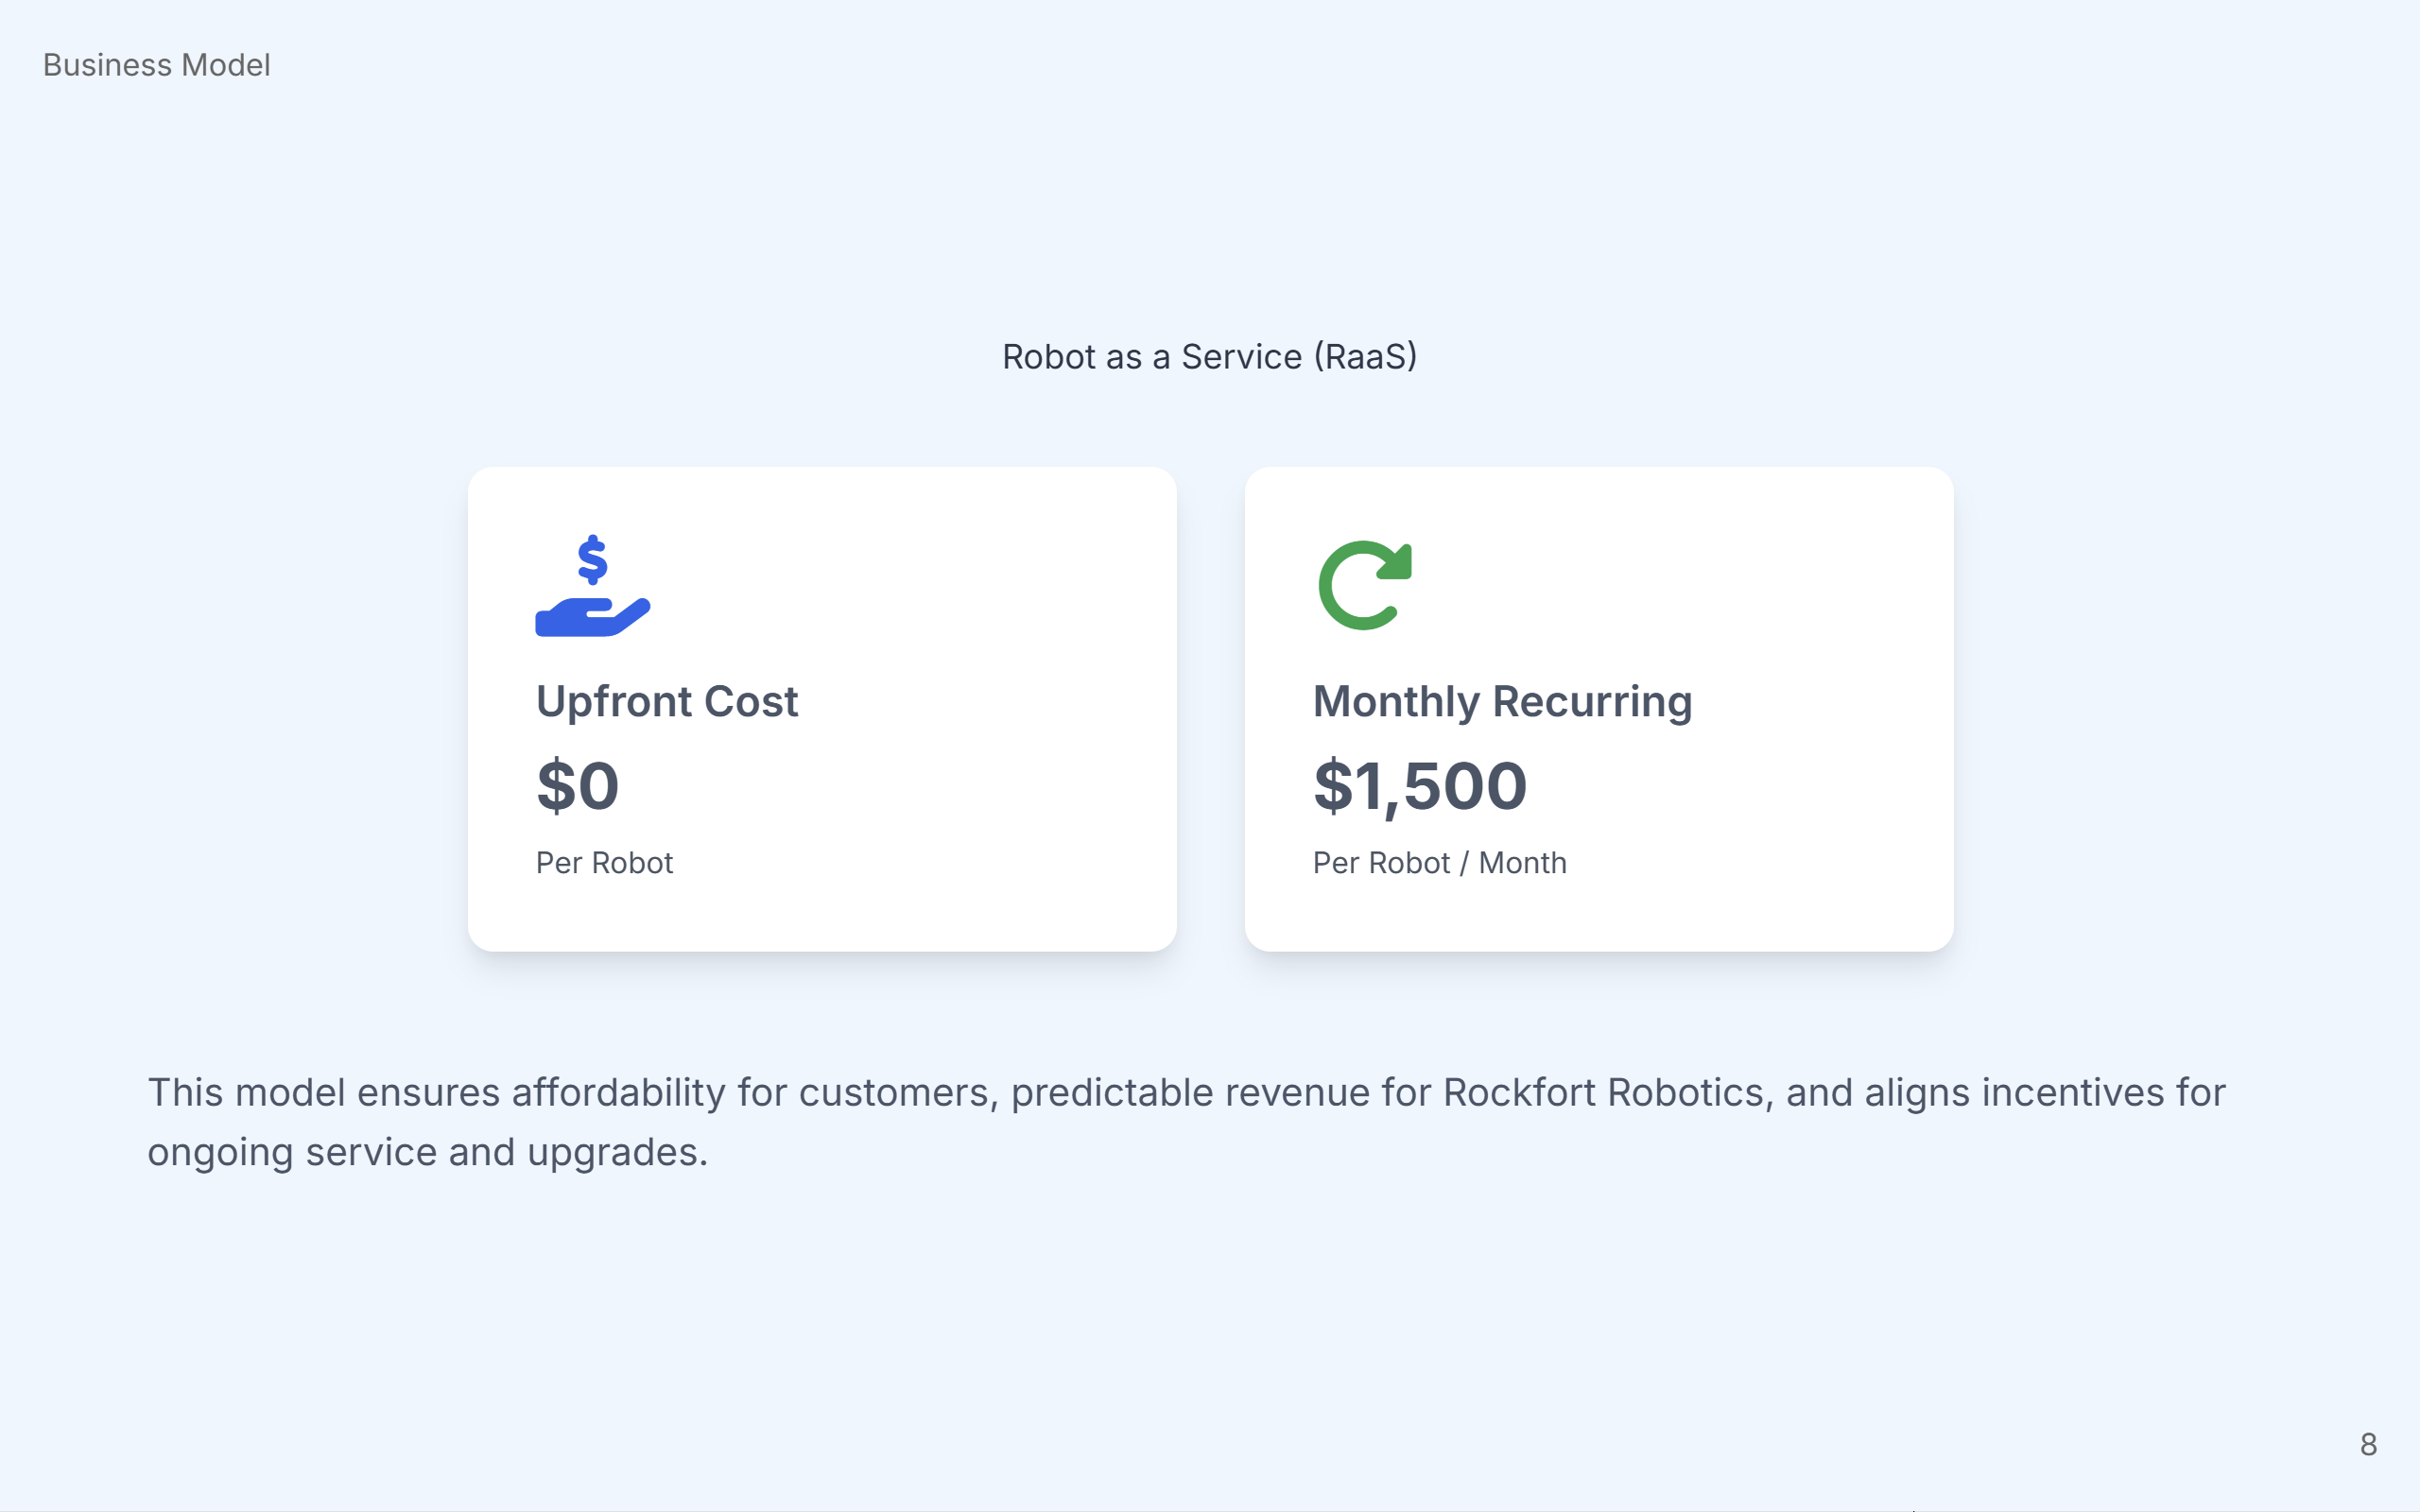 Business Model
Robot as a Service (RaaS)
Upfront Cost
$0
Per Robot
Monthly Recurring
$1,500
Per Robot / Month
This model ensures affordability for customers, predictable revenue for Rockfort Robotics, and aligns incentives for
ongoing service and upgrades.
8